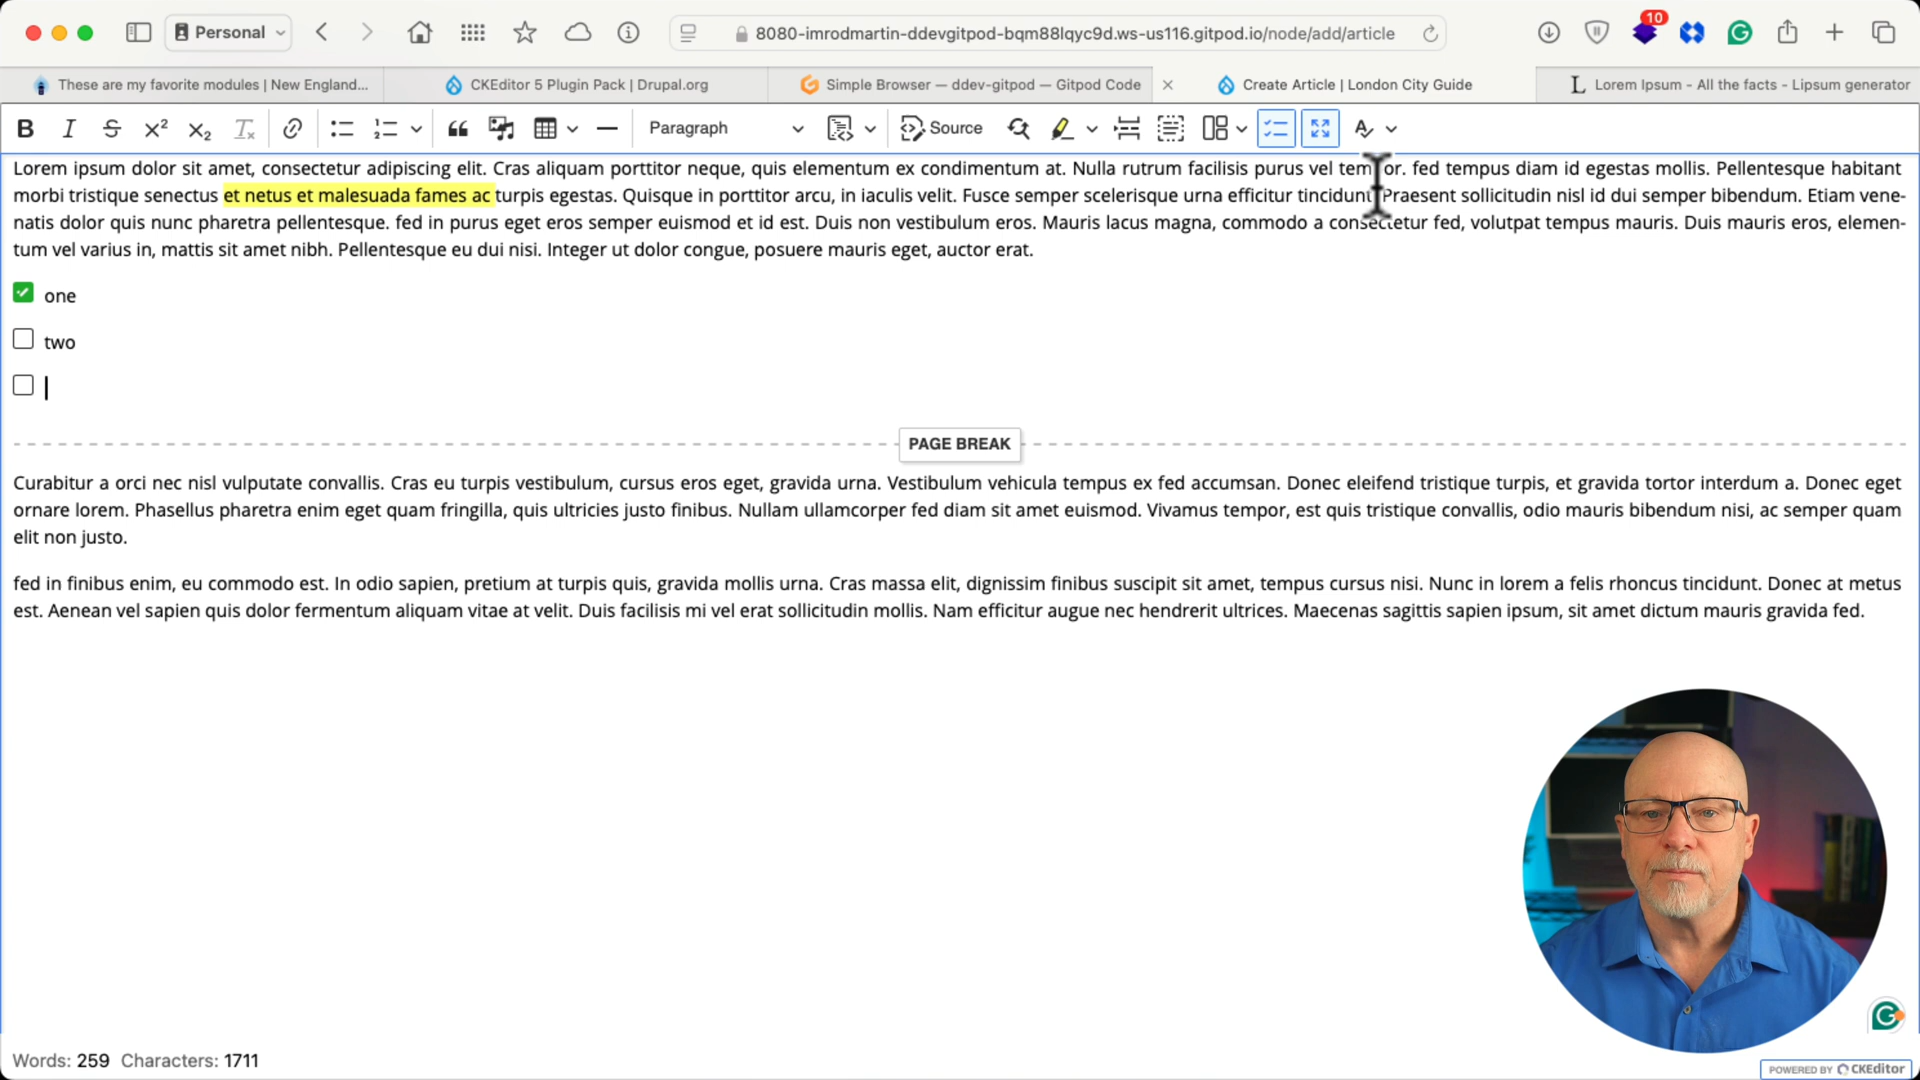 Personal
8080-imrodmartin-ddevgitpod-bqm88lqyc9d.ws-us116.gitpod.io/node/add/article
10
These are my favorite modules | New England...
CKEditor 5 Plugin Pack | Drupal.org
Simple Browser — ddev-gitpod — Gitpod Code
Create Article | London City Guide
Lorem Ipsum - All the facts - Lipsum generator
Paragraph
Source
Lorem ipsum dolor sit amet, consectetur adipiscing elit. Cras aliquam porttitor neque, quis elementum ex condimentum at. Nulla rutrum facilisis purus vel tempor. fed tempus diam id egestas mollis. Pellentesque habitant
morbi tristique senectus et netus et malesuada fames ac turpis egestas. Quisque in porttitor arcu, in iaculis velit. Fusce semper scelerisque urna efficitur tincidunt. Praesent sollicitudin nisl id dui semper bibendum. Etiam vene-
natis dolor quis nunc pharetra pellentesque. fed in purus eget eros semper euismod et id est. Duis non vestibulum eros. Mauris lacus magna, commodo a consectetur fed, volutpat tempus mauris. Duis mauris eros, elemen-
tum vel varius in, mattis sit amet nibh. Pellentesque eu dui nisi. Integer ut dolor congue, posuere mauris eget, auctor erat.
one
two
PAGE BREAK
Curabitur a orci nec nisl vulputate convallis. Cras eu turpis vestibulum, cursus eros eget, gravida urna. Vestibulum vehicula tempus ex fed accumsan. Donec eleifend tristique turpis, et gravida tortor interdum a. Donec eget
ornare lorem. Phasellus pharetra enim eget quam fringilla, quis ultricies justo finibus. Nullam ullamcorper fed diam sit amet euismod. Vivamus tempor, est quis tristique convallis, odio mauris bibendum nisi, ac semper quam
elit non justo.
fed in finibus enim, eu commodo est. In odio sapien, pretium at turpis quis, gravida mollis urna. Cras massa elit, dignissim finibus suscipit sit amet, tempus cursus nisi. Nunc in lorem a felis rhoncus tincidunt. Donec at metus
est. Aenean vel sapien quis dolor fermentum aliquam vitae at velit. Duis facilisis mi vel erat sollicitudin mollis. Nam efficitur augue nec hendrerit ultrices. Maecenas sagittis sapien ipsum, sit amet dictum mauris gravida fed.
Words: 259 Characters: 1711
POWERED BY CKEditor